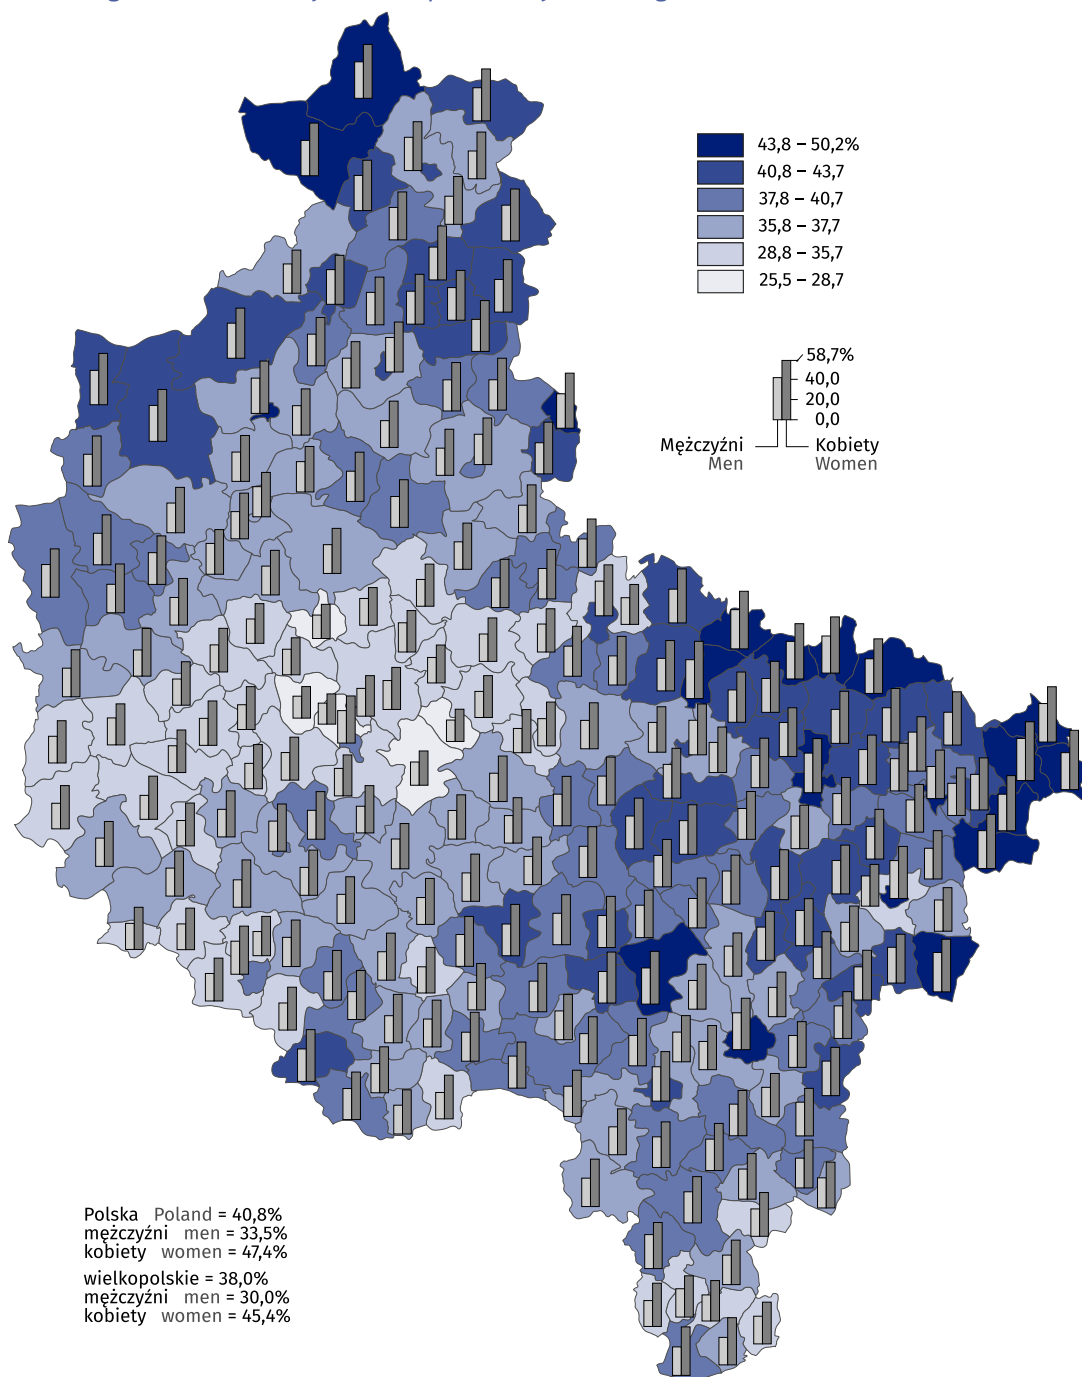 43,8 – 50,2%
40,8 – 43,7
37,8 – 40,7
35,8 – 37,7
28,8 – 35,7
25,5 – 28,7
58,7%
40,0
20,0
0,0
Mężczyźni Kobiety
Men Women
Polska Poland = 40,8%
mężczyźni men = 33,5%
kobiety women = 47,4%
wielkopolskie = 38,0%
mężczyźni men = 30,0%
kobiety women = 45,4%